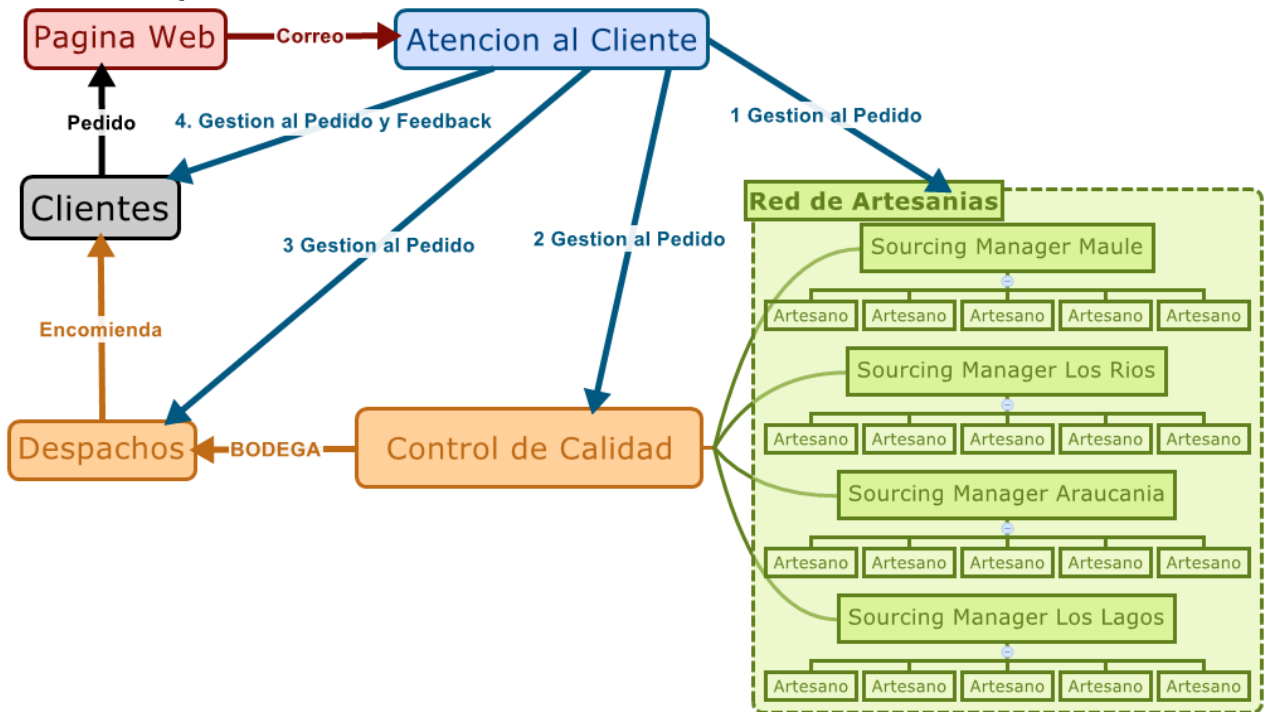 Pagina Web
Correo
Atencion al Cliente
Pedido
4. Gestion al Pedido y Feedback
1 Gestion al Pedido
Clientes
Red de Artesanias
3 Gestion al Pedido
2 Gestion al Pedido
Sourcing Manager Maule
Artesano Artesano Artesano Artesano Artesano
Encomienda
Sourcing Manager Los Rios
Artesano Artesano Artesano Artesano Artesano
Despachos
BODEGA
Control de Calidad
Sourcing Manager Araucania
Artesano Artesano Artesano Artesano Artesano
Sourcing Manager Los Lagos
Artesano Artesano Artesano Artesano Artesano